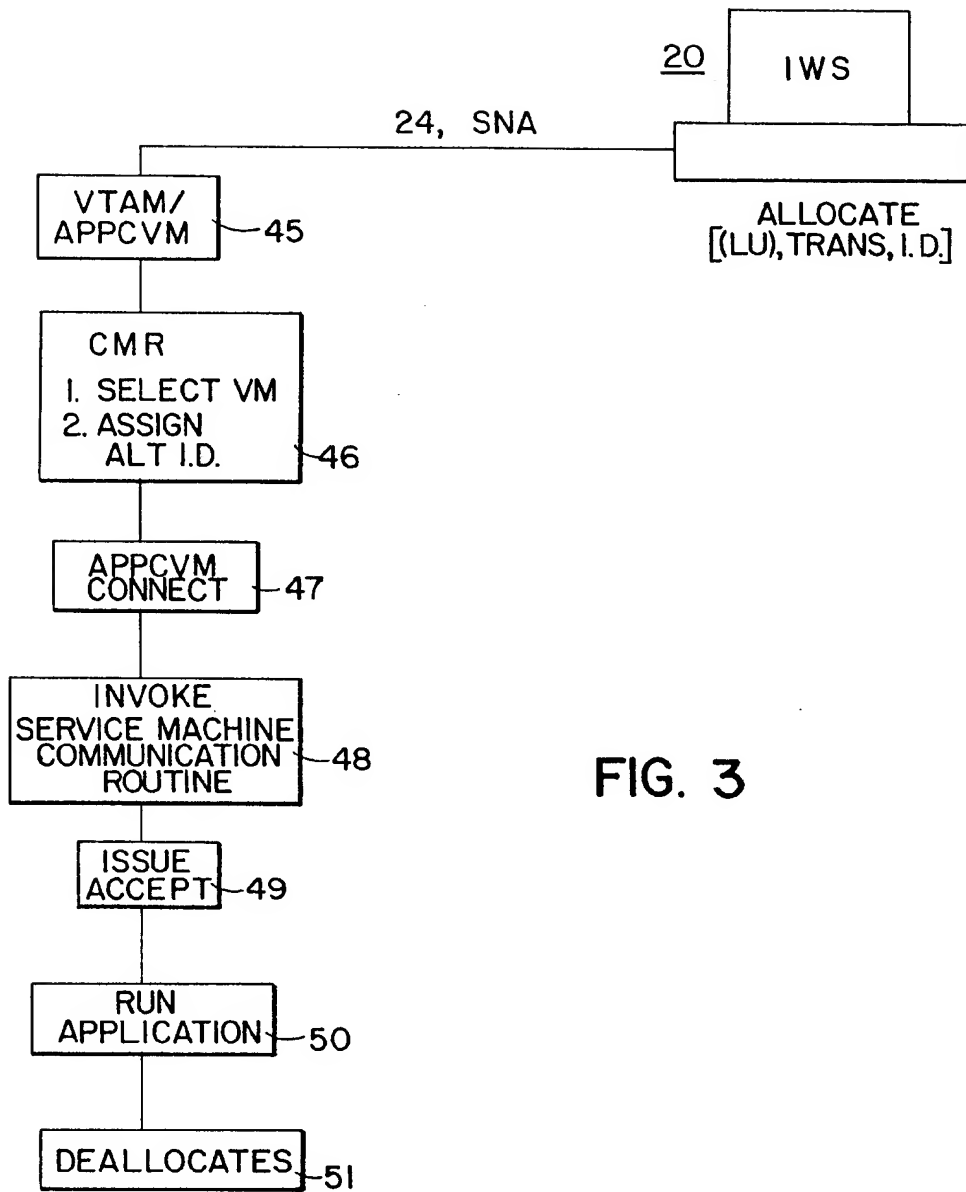 20
IWS
24, SNA
ALLOCATE
[(LU), TRANS, I.D.]
VTAM/
APPCVM
45
CMR
1. SELECT VM
2. ASSIGN
ALT I.D.
46
APPCVM
CONNECT
47
INVOKE
SERVICE MACHINE
COMMUNICATION
ROUTINE
48
FIG. 3
ISSUE
ACCEPT
49
RUN
APPLICATION
50
DEALLOCATES
51